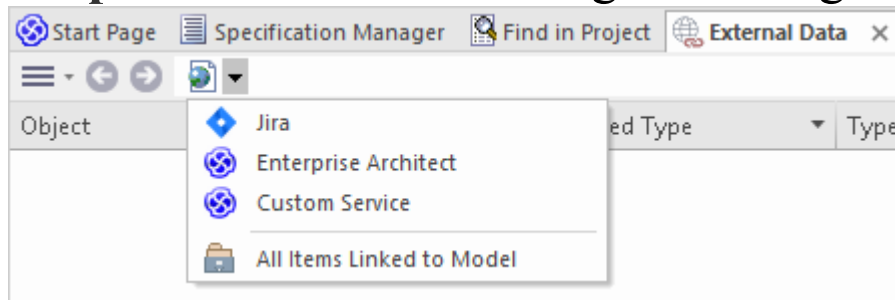 Start Page Specification Manager Find in Project External Data
Object ed Type Type
Jira
Enterprise Architect
Custom Service
All Items Linked to Model